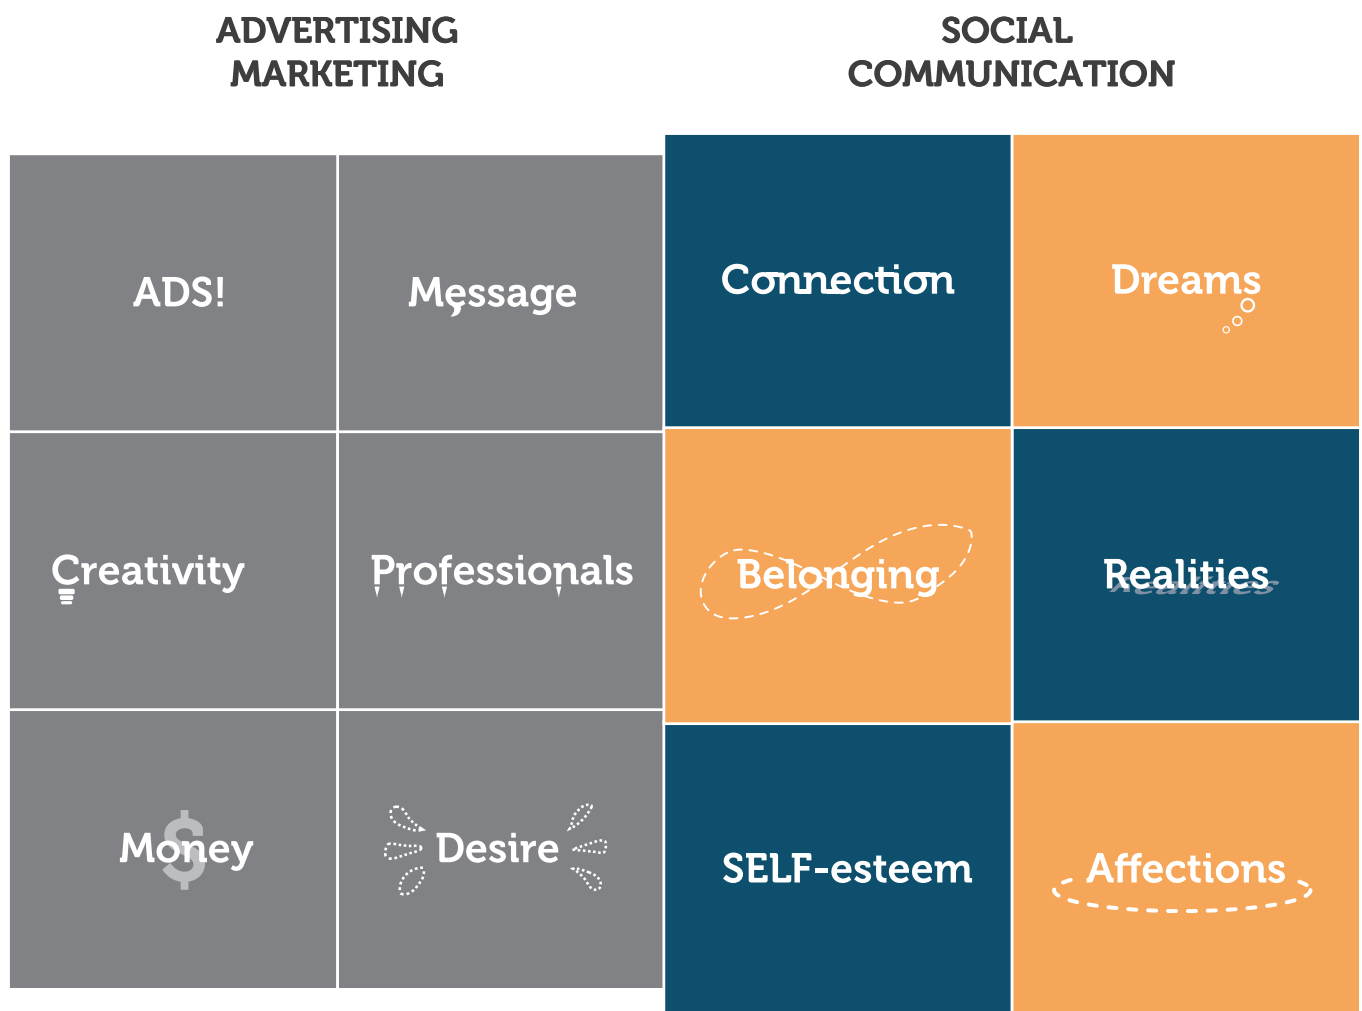 ADVERTISING
MARKETING
SOCIAL
COMMUNICATION
ADS!
Message
Connection
Dreams
Creativity
Professionals
Belonging
Realities
Money
$
Desire
SELF-esteem
Affections